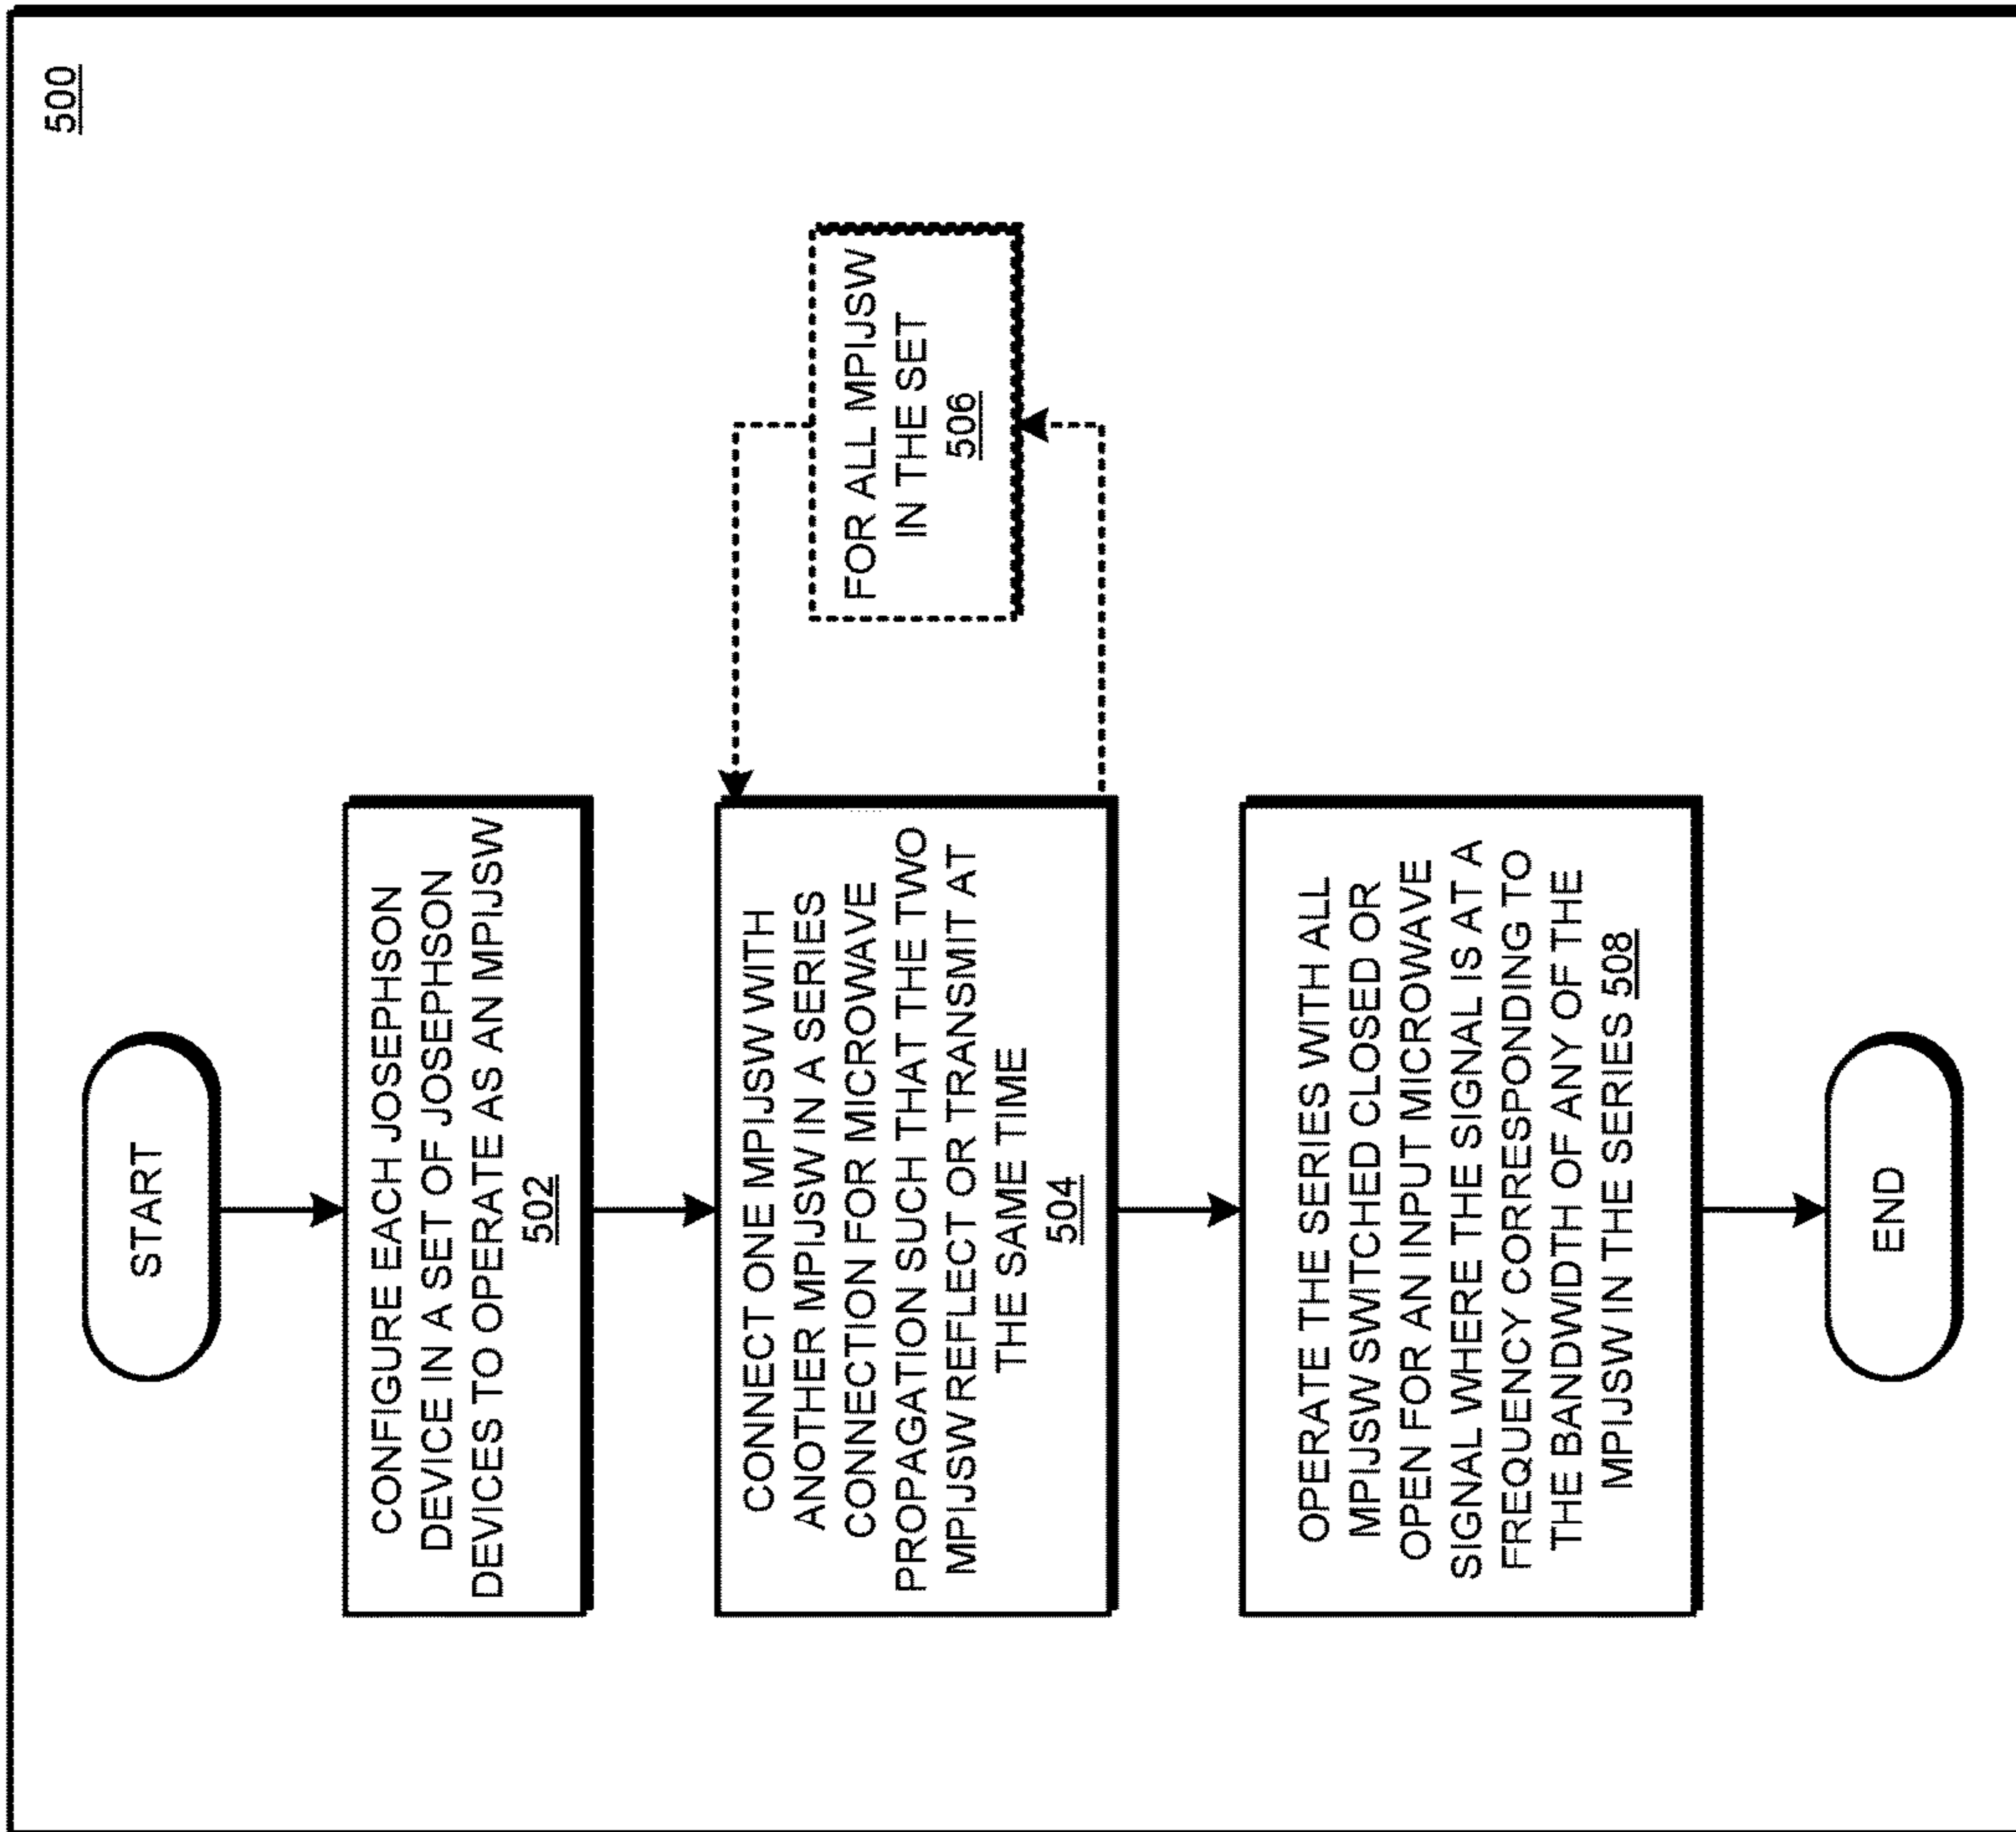 500
START
CONFIGURE EACH JOSEPHSON
DEVICE IN A SET OF JOSEPHSON
DEVICES TO OPERATE AS AN MPIJSW
502
CONNECT ONE MPIJSW WITH
ANOTHER MPIJSW IN A SERIES
CONNECTION FOR MICROWAVE
PROPAGATION SUCH THAT THE TWO
MPIJSW REFLECT OR TRANSMIT AT
THE SAME TIME
504
FOR ALL MPIJSW
IN THE SET
506
OPERATE THE SERIES WITH ALL
MPIJSW SWITCHED CLOSED OR
OPEN FOR AN INPUT MICROWAVE
SIGNAL WHERE THE SIGNAL IS AT A
FREQUENCY CORRESPONDING TO
THE BANDWIDTH OF ANY OF THE
MPIJSW IN THE SERIES 508
END